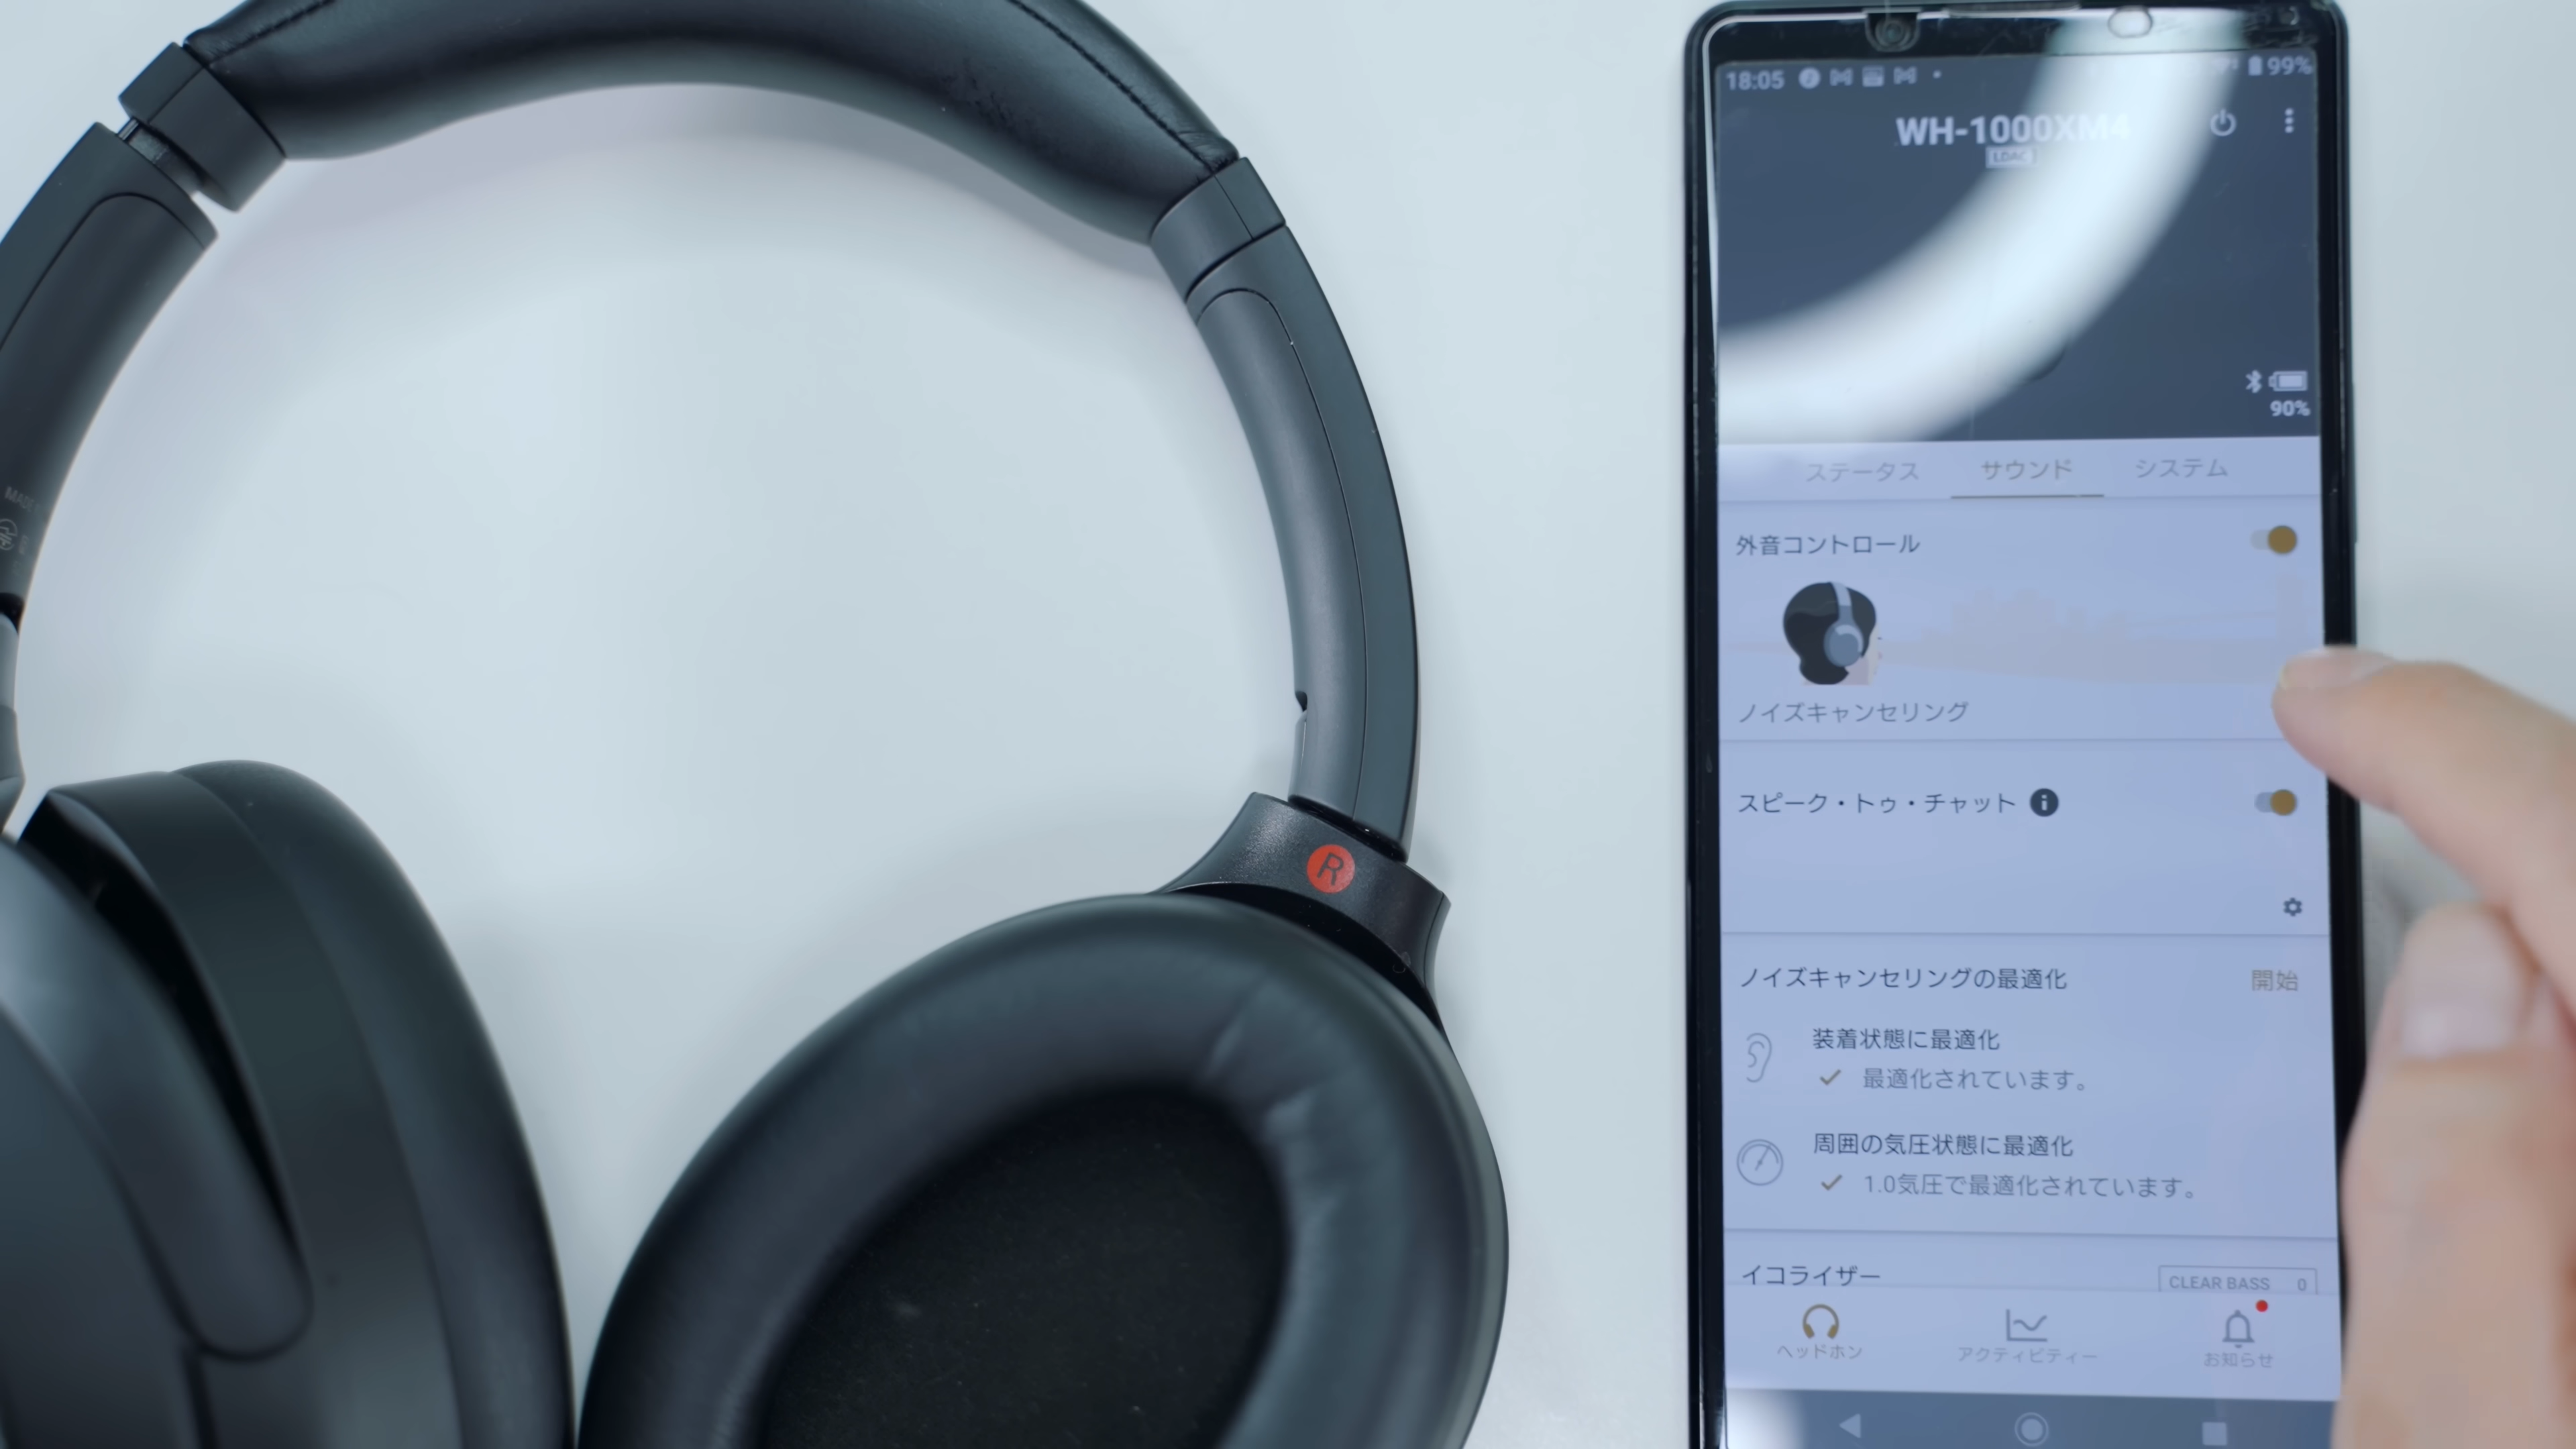 18:05
99%
WH-1000XM4
LDAC
90%
ステータス サウンド システム
外音コントロール
ノイズキャンセリング
スピーク・トゥ・チャット i
ノイズキャンセリングの最適化 開始
装着状態に最適化
最適化されています。
周囲の気圧状態に最適化
1.0気圧で最適化されています。
イコライザー CLEAR BASS 0
ヘッドホン アクティビティー お知らせ
R
MADE